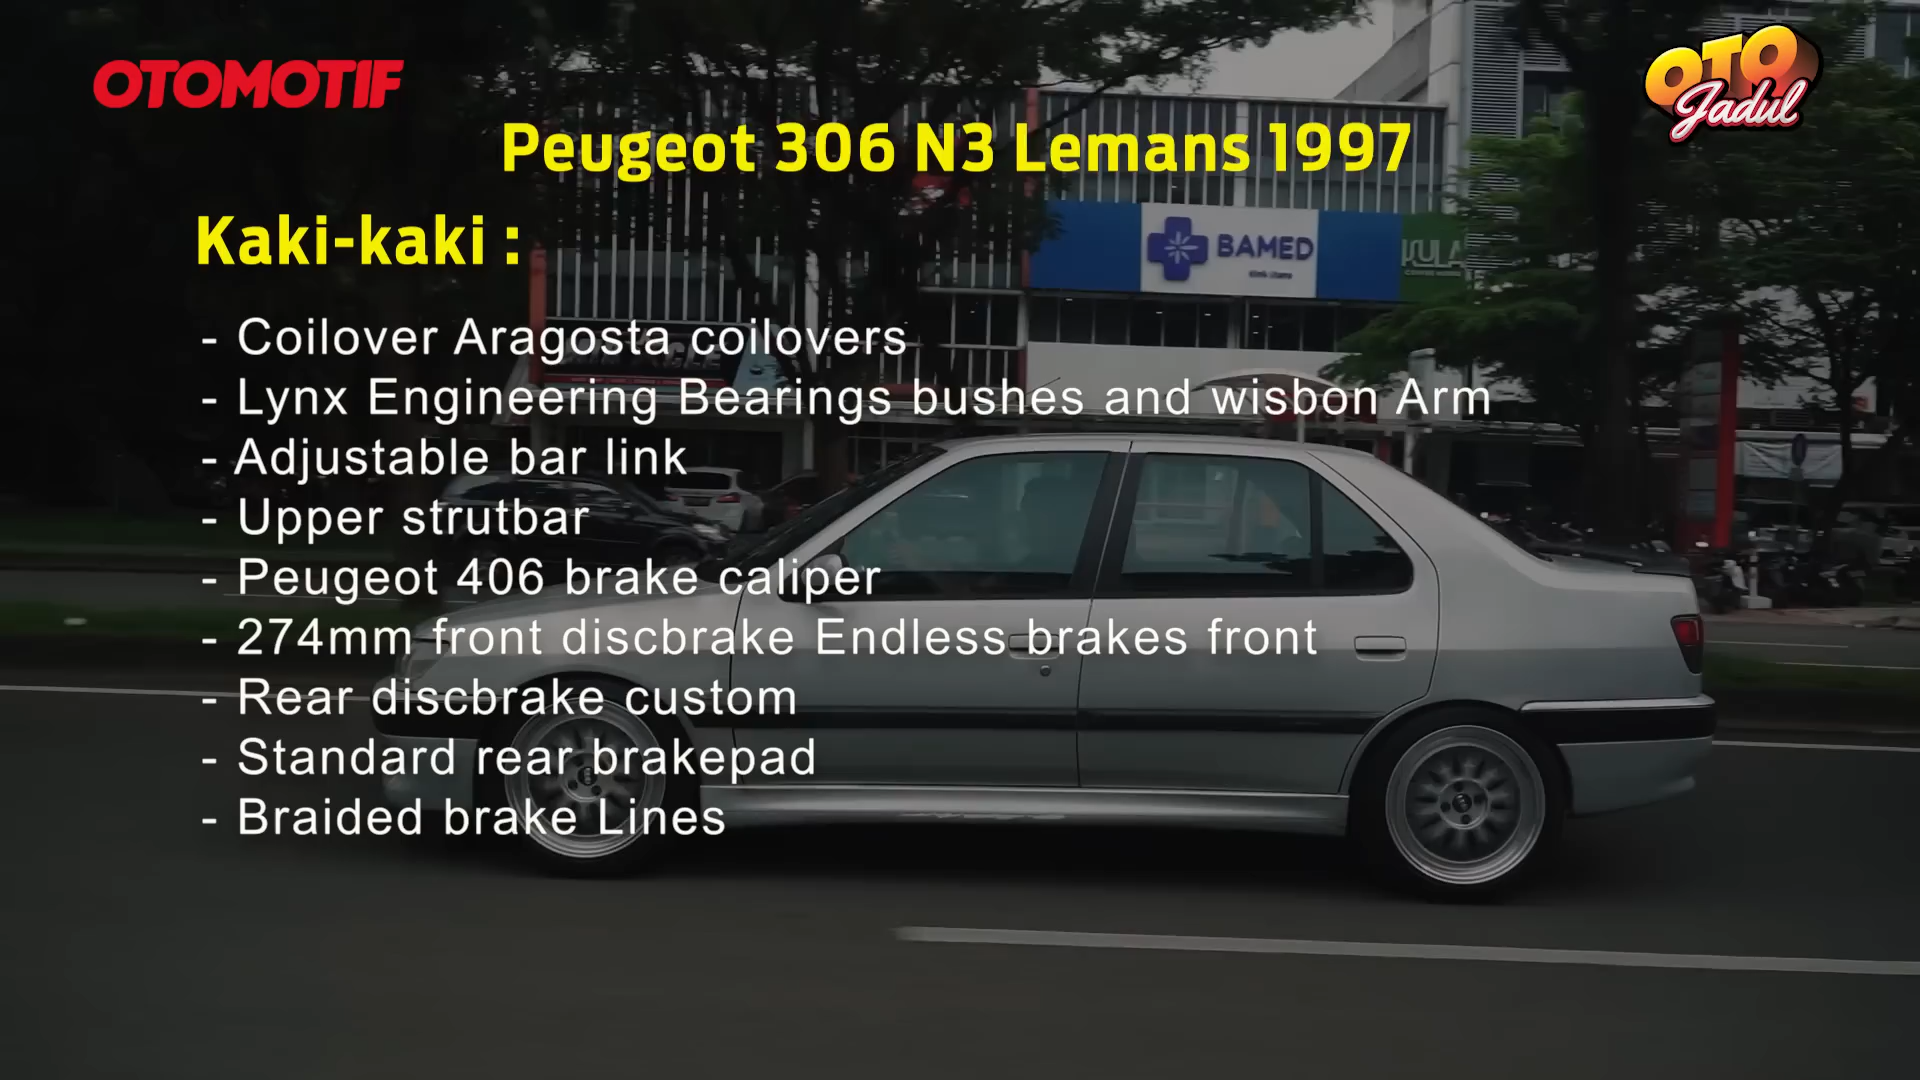 OTOMOTIF
OTO
Jadul
Peugeot 306 N3 Lemans 1997
BAMED
Kaki-kaki :
- Coilover Aragosta coilovers
- Lynx Engineering Bearings bushes and wisbon Arm
- Adjustable bar link
- Upper strutbar
- Peugeot 406 brake caliper
- 274mm front discbrake Endless brakes front
- Rear discbrake custom
- Standard rear brakepad
- Braided brake Lines